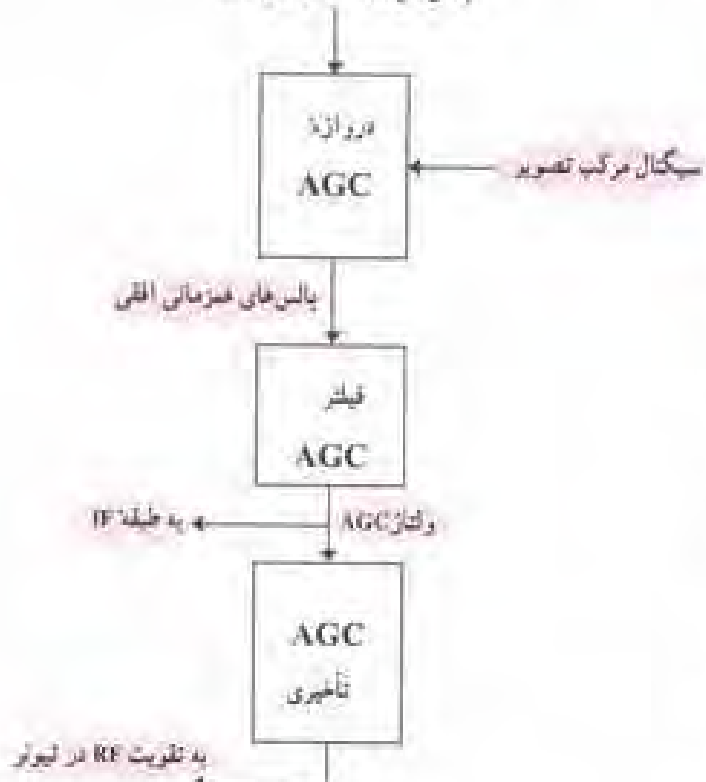 دروازهٔ
AGC
سیگنال مرکب تصویر
پالس‌های همزمانی افقی
فیلتر
AGC
ولتاژ AGC
به طبقهٔ IF
AGC
تأخیری
به تقویت RF در تیونر